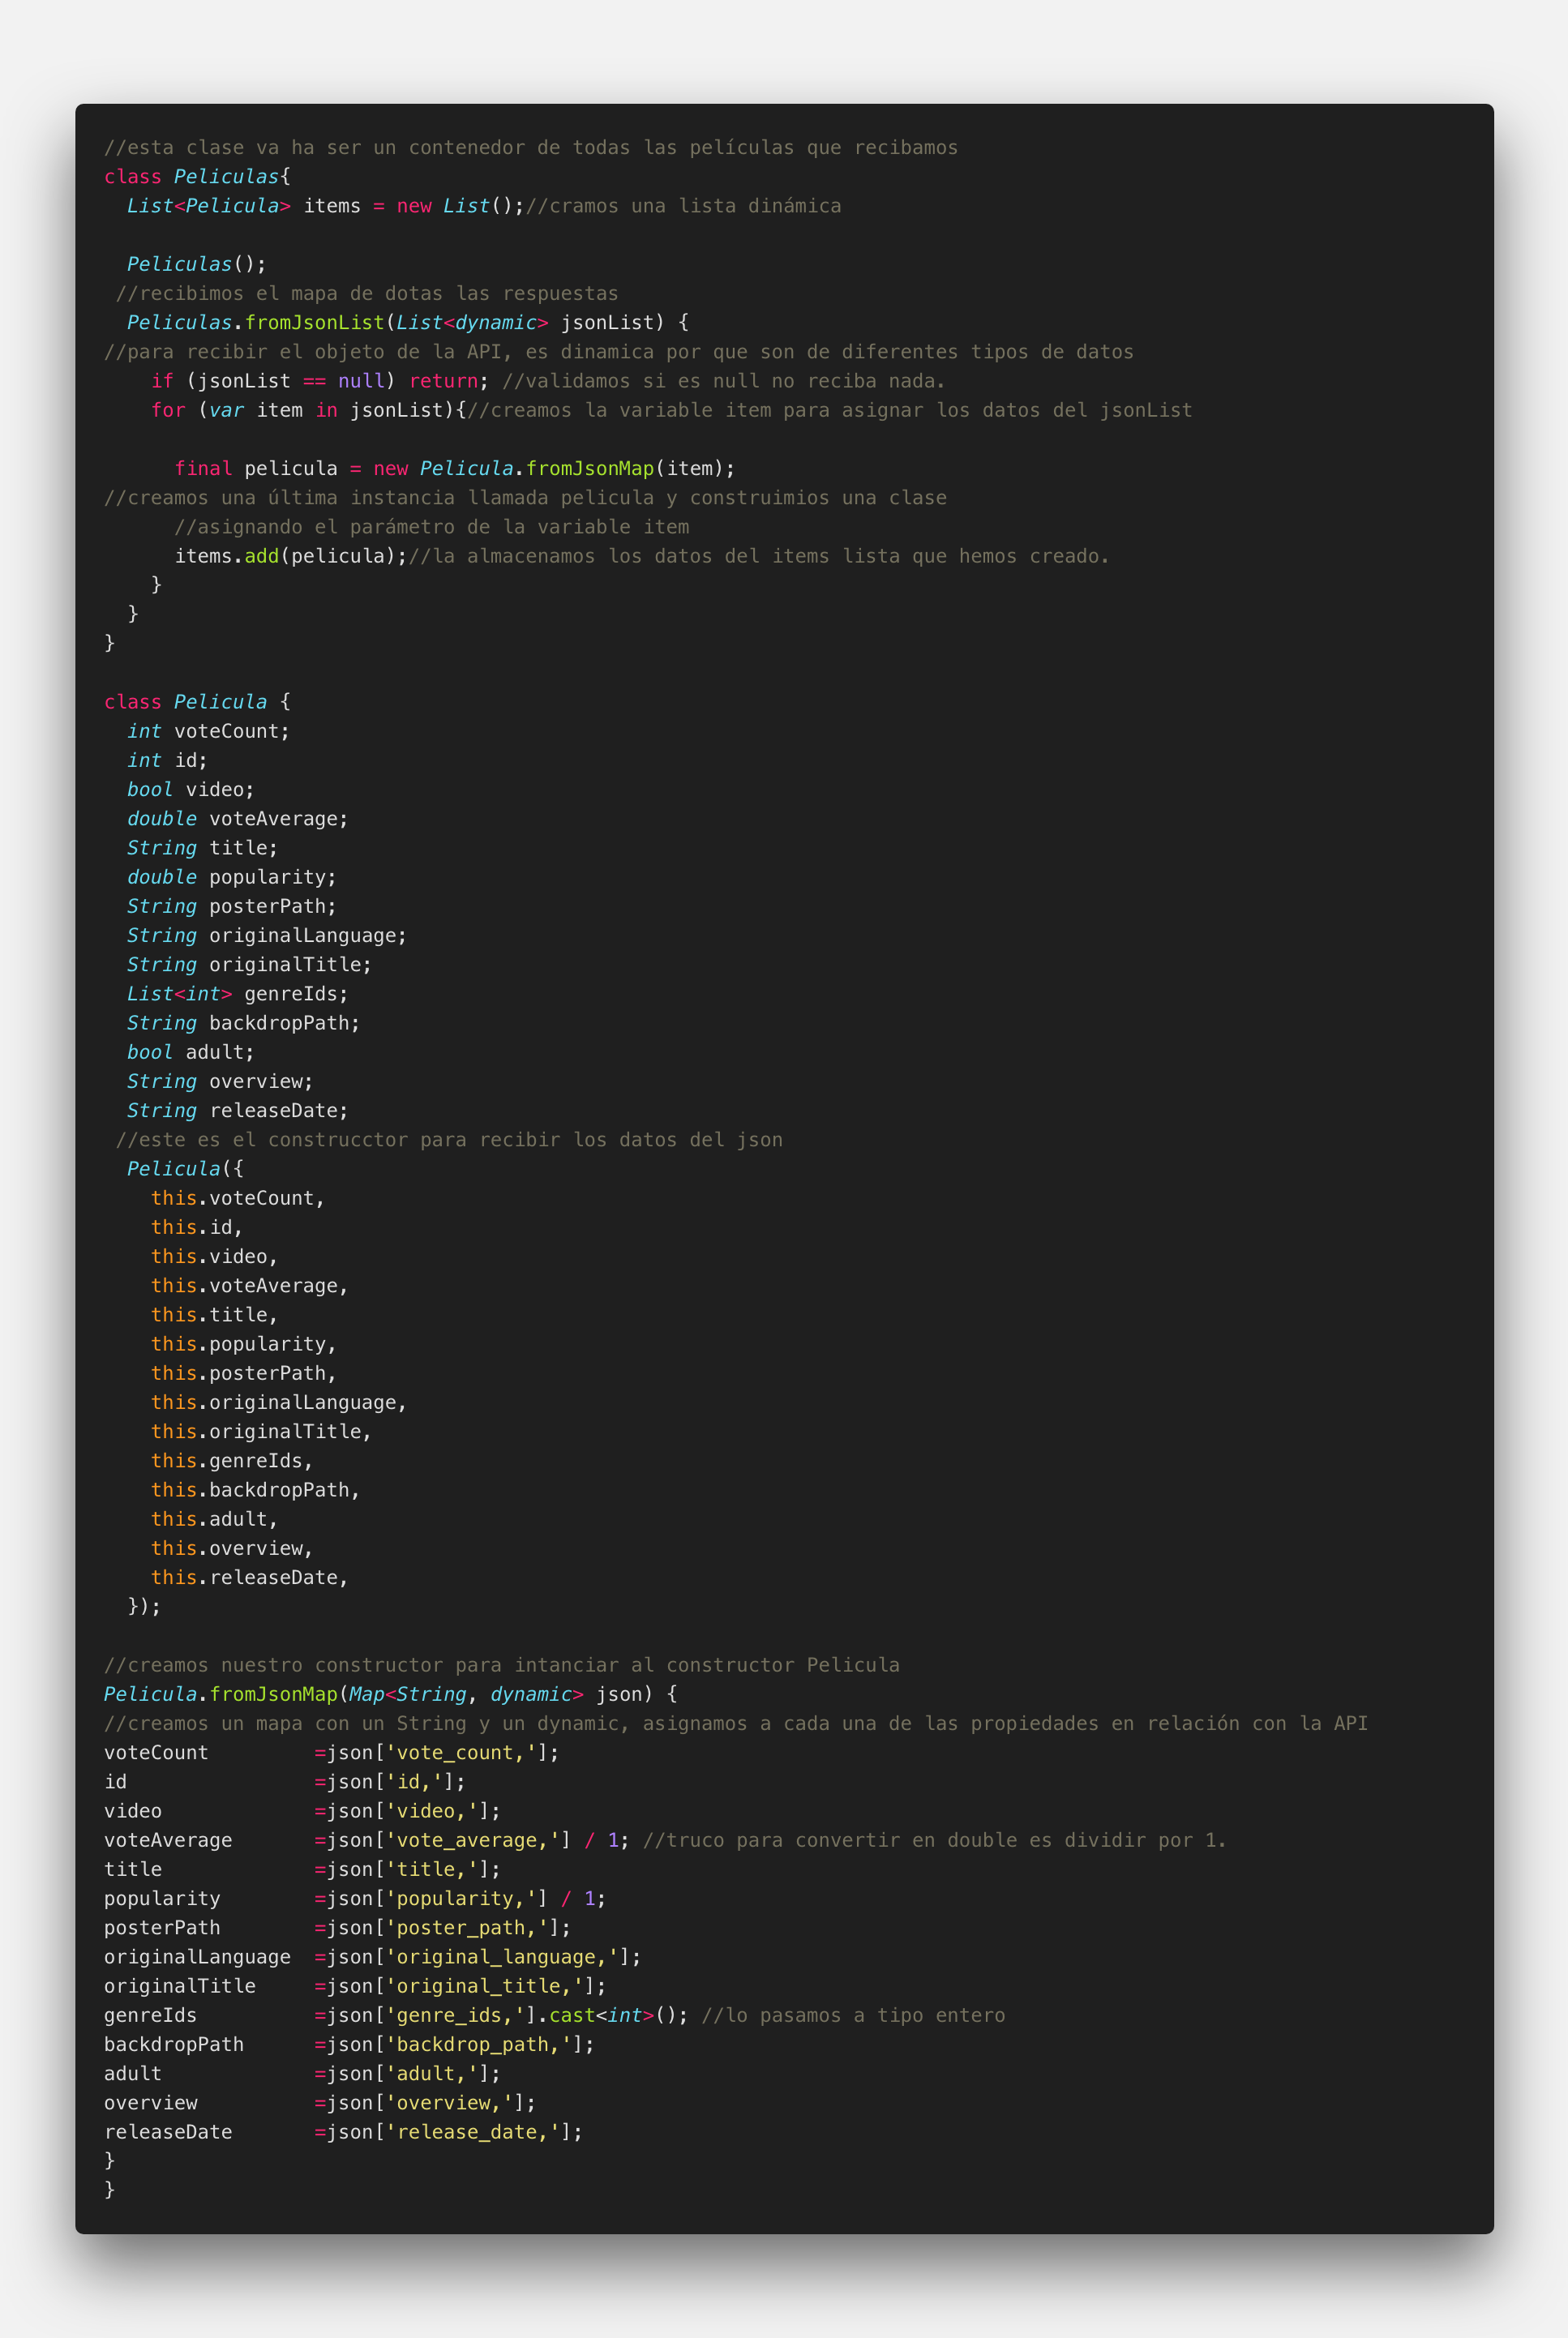 //esta clase va ha ser un contenedor de todas las películas que recibamos
class Peliculas{
  List<Pelicula> items = new List();//cramos una lista dinámica

  Peliculas();
 //recibimos el mapa de dotas las respuestas
  Peliculas.fromJsonList(List<dynamic> jsonList) {
//para recibir el objeto de la API, es dinamica por que son de diferentes tipos de datos
    if (jsonList == null) return; //validamos si es null no reciba nada.
    for (var item in jsonList){//creamos la variable item para asignar los datos del jsonList

      final pelicula = new Pelicula.fromJsonMap(item);
//creamos una última instancia llamada pelicula y construimios una clase
      //asignando el parámetro de la variable item
      items.add(pelicula);//la almacenamos los datos del items lista que hemos creado.
    }
  }
}

class Pelicula {
  int voteCount;
  int id;
  bool video;
  double voteAverage;
  String title;
  double popularity;
  String posterPath;
  String originalLanguage;
  String originalTitle;
  List<int> genreIds;
  String backdropPath;
  bool adult;
  String overview;
  String releaseDate;
 //este es el construcctor para recibir los datos del json
  Pelicula({
    this.voteCount,
    this.id,
    this.video,
    this.voteAverage,
    this.title,
    this.popularity,
    this.posterPath,
    this.originalLanguage,
    this.originalTitle,
    this.genreIds,
    this.backdropPath,
    this.adult,
    this.overview,
    this.releaseDate,
  });

//creamos nuestro constructor para intanciar al constructor Pelicula
Pelicula.fromJsonMap(Map<String, dynamic> json) {
//creamos un mapa con un String y un dynamic, asignamos a cada una de las propiedades en relación con la API
voteCount         =json['vote_count,'];
id                =json['id,'];
video             =json['video,'];
voteAverage       =json['vote_average,'] / 1; //truco para convertir en double es dividir por 1.
title             =json['title,'];
popularity        =json['popularity,'] / 1;
posterPath        =json['poster_path,'];
originalLanguage  =json['original_language,'];
originalTitle     =json['original_title,'];
genreIds          =json['genre_ids,'].cast<int>(); //lo pasamos a tipo entero
backdropPath      =json['backdrop_path,'];
adult             =json['adult,'];
overview          =json['overview,'];
releaseDate       =json['release_date,'];
}
}